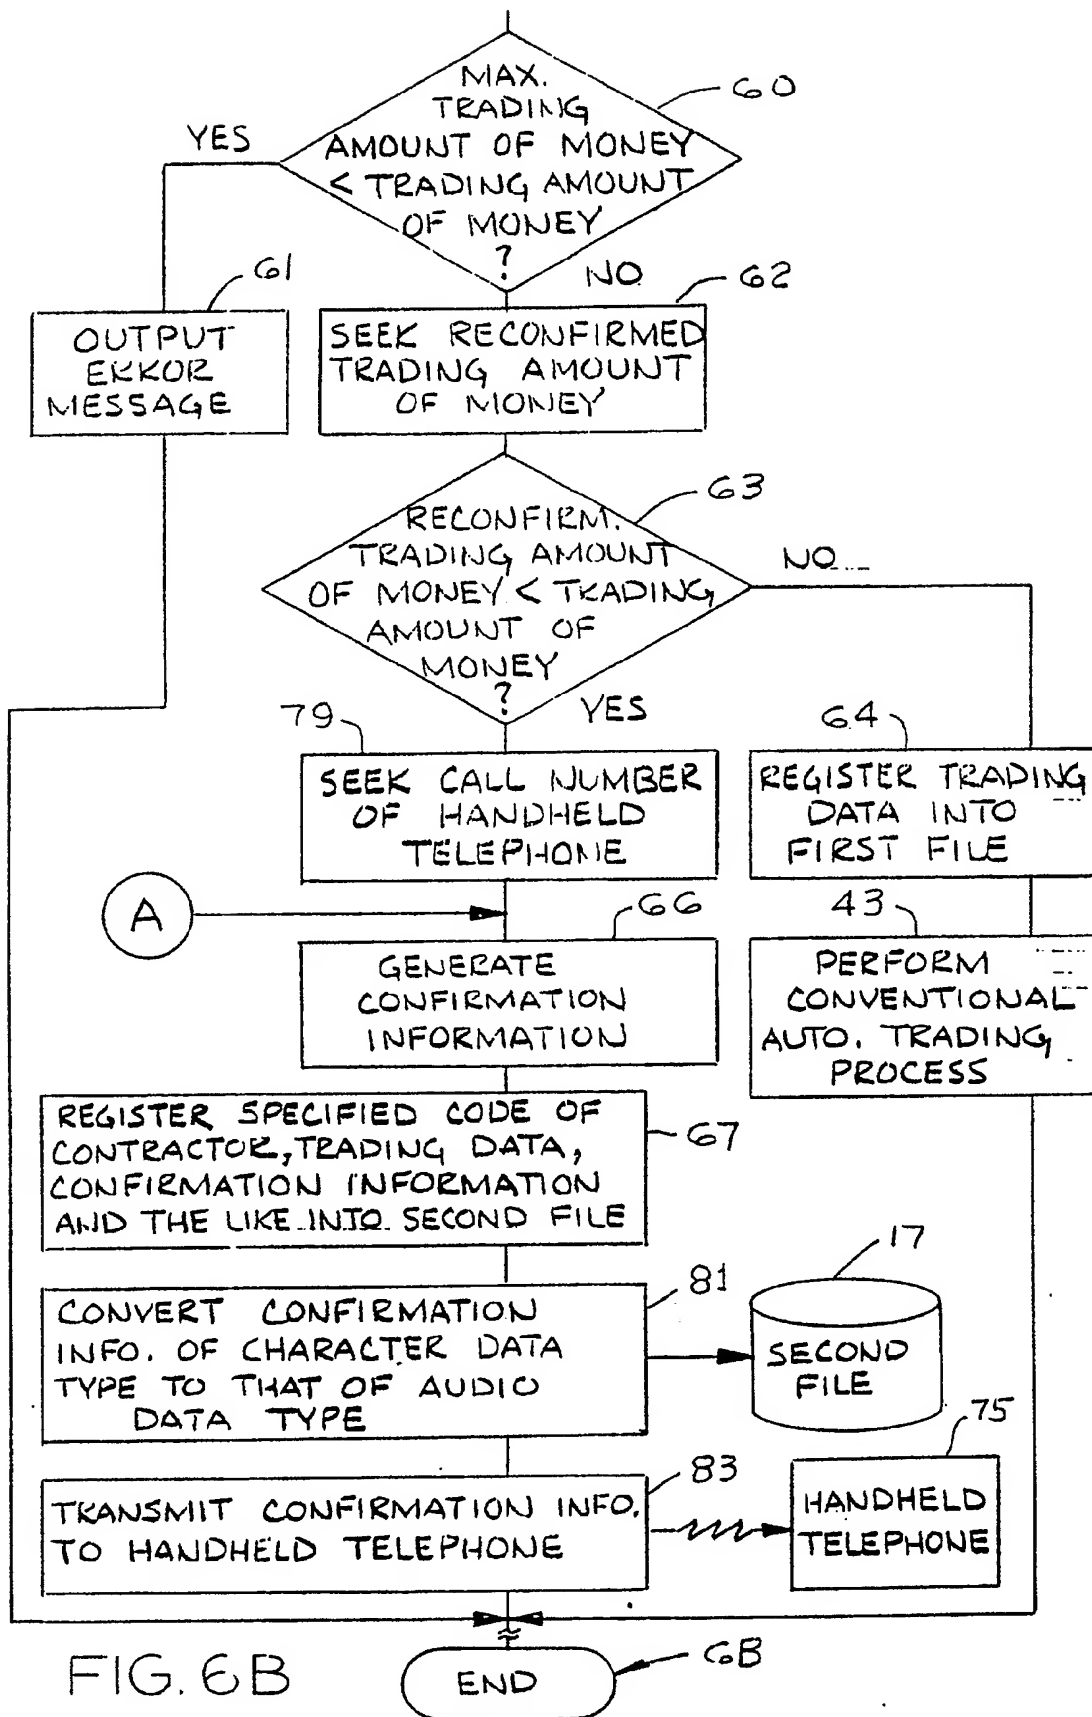 MAX.
TRADING
AMOUNT OF MONEY
< TRADING AMOUNT
OF MONEY
?
60
YES
NO
61
OUTPUT
ERROR
MESSAGE
62
SEEK RECONFIRMED
TRADING AMOUNT
OF MONEY
63
RECONFIRM.
TRADING AMOUNT
OF MONEY < TRADING
AMOUNT OF
MONEY
?
NO
YES
79
SEEK CALL NUMBER
OF HANDHELD
TELEPHONE
64
REGISTER TRADING
DATA INTO
FIRST FILE
A
66
GENERATE
CONFIRMATION
INFORMATION
43
PERFORM
CONVENTIONAL
AUTO. TRADING
PROCESS
REGISTER SPECIFIED CODE OF
CONTRACTOR, TRADING DATA,
CONFIRMATION INFORMATION
AND THE LIKE INTO SECOND FILE
67
81
CONVERT CONFIRMATION
INFO. OF CHARACTER DATA
TYPE TO THAT OF AUDIO
DATA TYPE
17
SECOND
FILE
83
TRANSMIT CONFIRMATION INFO.
TO HANDHELD TELEPHONE
75
HANDHELD
TELEPHONE
FIG. 6B
END
6B